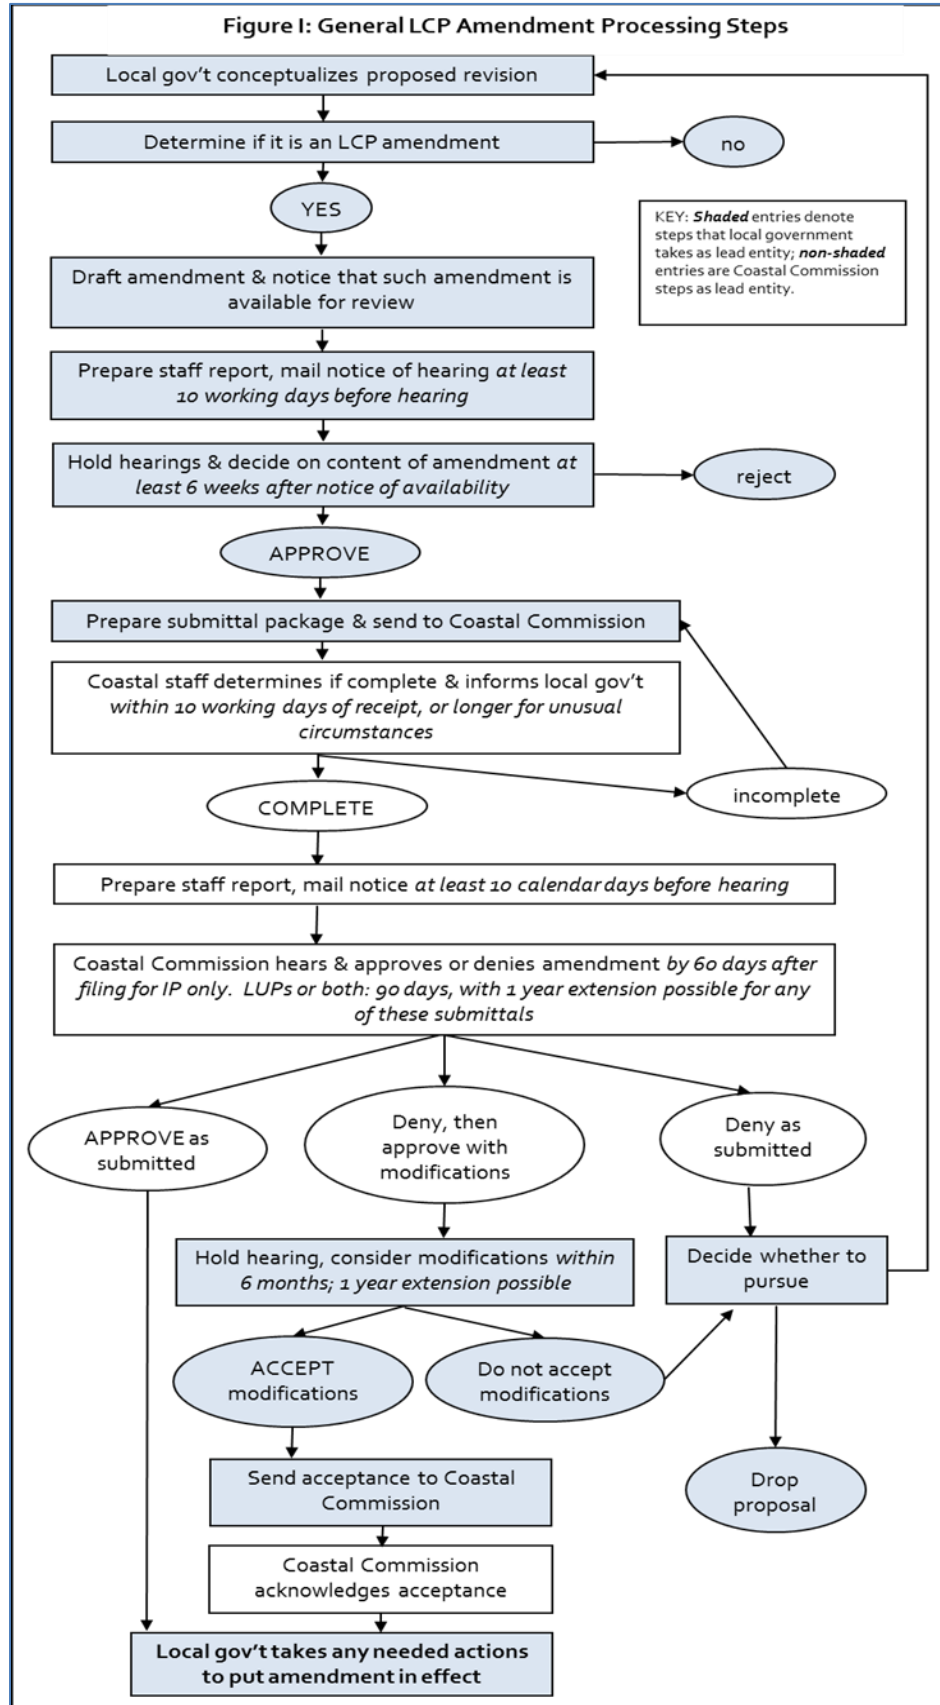 Figure I: General LCP Amendment Processing Steps
Local gov't conceptualizes proposed revision
Determine if it is an LCP amendment
no
YES
KEY: Shaded entries denote
steps that local government
takes as lead entity; non-shaded
entries are Coastal Commission
steps as lead entity.
Draft amendment & notice that such amendment is
available for review
Prepare staff report, mail notice of hearing at least
10 working days before hearing
Hold hearings & decide on content of amendment at
least 6 weeks after notice of availability
reject
APPROVE
Prepare submittal package & send to Coastal Commission
Coastal staff determines if complete & informs local gov't
within 10 working days of receipt, or longer for unusual
circumstances
incomplete
COMPLETE
Prepare staff report, mail notice at least 10 calendar days before hearing
Coastal Commission hears & approves or denies amendment by 60 days after
filing for IP only. LUPs or both: 90 days, with 1 year extension possible for any
of these submittals
APPROVE as
submitted
Deny, then
approve with
modifications
Deny as
submitted
Hold hearing, consider modifications within
6 months; 1 year extension possible
Decide whether to
pursue
ACCEPT
modifications
Do not accept
modifications
Send acceptance to Coastal
Commission
Drop
proposal
Coastal Commission
acknowledges acceptance
Local gov't takes any needed actions
to put amendment in effect